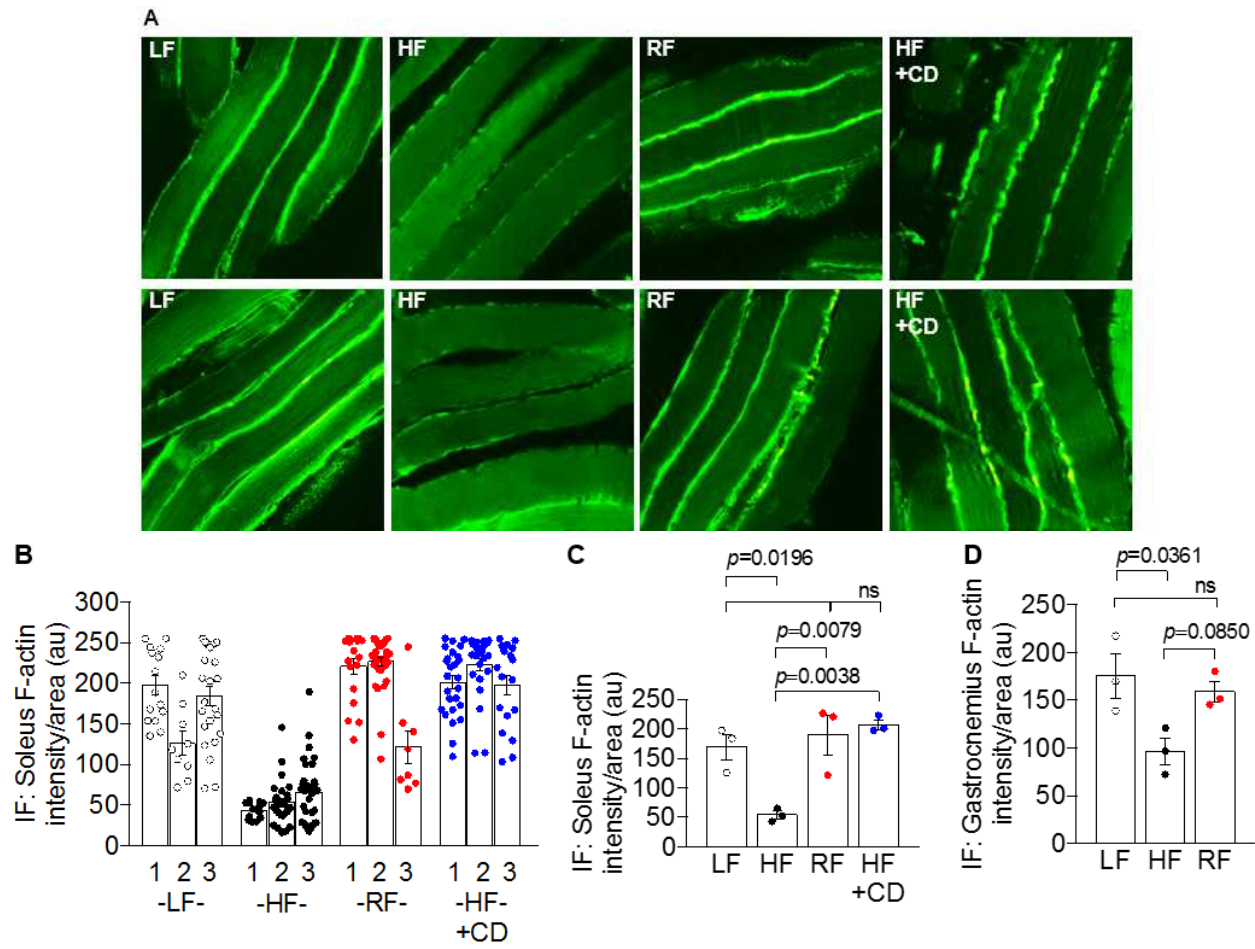 A
LF
HF
RF
HF
+CD
LF
HF
RF
HF
+CD
B
IF: Soleus F-actin
intensity/area (au)
300
250
200
150
100
50
0
1 2 3 1 2 3 1 2 3 1 2 3
-LF- -HF- -RF- -HF-
+CD
C
IF: Soleus F-actin
intensity/area (au)
p=0.0196
ns
p=0.0079
p=0.0038
250
200
150
100
50
0
LF HF RF HF
+CD
D
IF: Gastrocnemius F-actin
intensity/area (au)
p=0.0361
ns
p=0.0850
250
200
150
100
50
0
LF HF RF